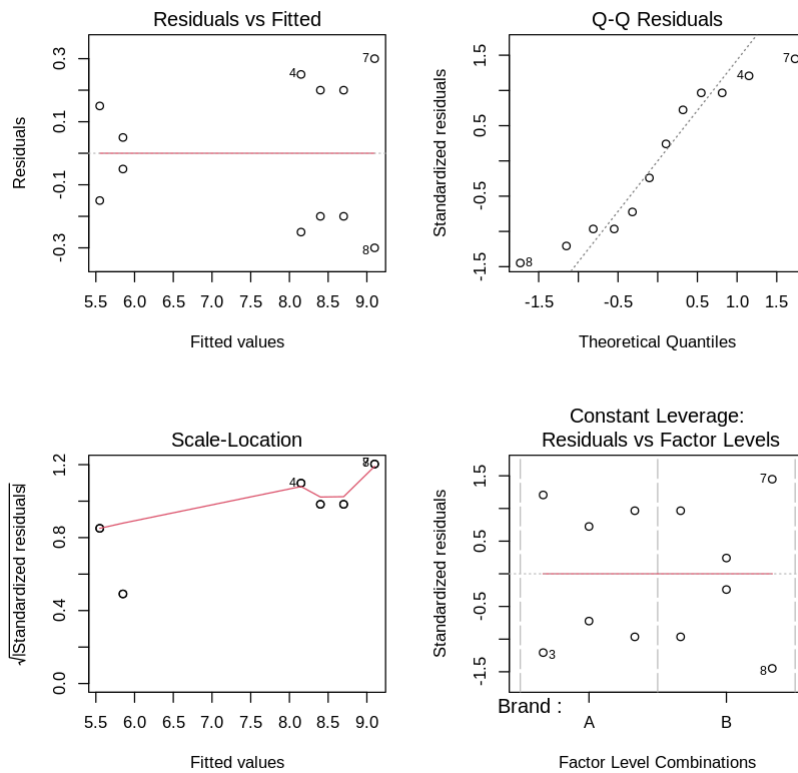 Residuals vs Fitted
Residuals
0.3
0.1
-0.1
-0.3
4
7
8
5.5 6.0 6.5 7.0 7.5 8.0 8.5 9.0
Fitted values
Q-Q Residuals
Standardized residuals
1.5
0.5
-0.5
-1.5
7
4
8
-1.5 -0.5 0.5 1.0 1.5
Theoretical Quantiles
Scale-Location
√|Standardized residuals|
1.2
0.8
0.4
0.0
4
5.5 6.0 6.5 7.0 7.5 8.0 8.5 9.0
Fitted values
Constant Leverage:
Residuals vs Factor Levels
Standardized residuals
1.5
0.5
-0.5
-1.5
7
3
8
Brand :
A B
Factor Level Combinations